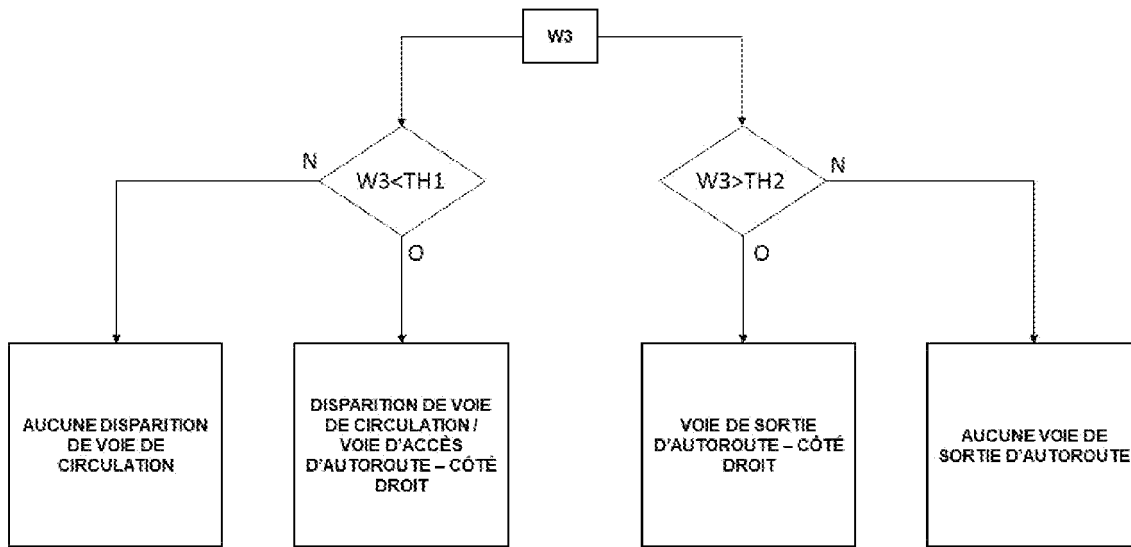 W3
N
W3<TH1
O
W3>TH2
N
O
AUCUNE DISPARITION
DE VOIE DE
CIRCULATION
DISPARITION DE VOIE
DE CIRCULATION /
VOIE D'ACCÈS
D'AUTOROUTE – CÔTÉ
DROIT
VOIE DE SORTIE
D'AUTOROUTE – CÔTÉ
DROIT
AUCUNE VOIE DE
SORTIE D'AUTOROUTE